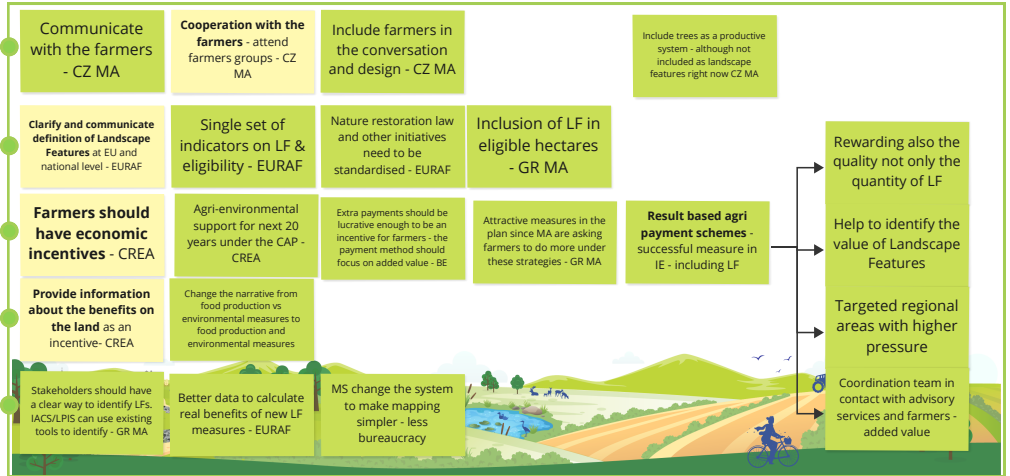 Communicate
with the farmers
- CZ MA
Cooperation with the
farmers - attend
farmers groups - CZ
MA
Include farmers in
the conversation
and design - CZ MA
Include trees as a productive
system - although not
included as landscape
features right now CZ MA
Clarify and communicate
definition of Landscape
Features at EU and
national level - EURAF
Single set of
indicators on LF &
eligibility - EURAF
Nature restoration law
and other initiatives
need to be
standardised - EURAF
Inclusion of LF in
eligible hectares
- GR MA
Farmers should
have economic
incentives - CREA
Agri-environmental
support for next 20
years under the CAP -
CREA
Extra payments should be
lucrative enough to be an
incentive for farmers - the
payment method should
focus on added value - BE
Attractive measures in the
plan since MA are asking
farmers to do more under
these strategies - GR MA
Result based agri
payment schemes -
successful measure in
IE - including LF
Rewarding also the
quality not only the
quantity of LF
Help to identify the
value of Landscape
Features
Targeted regional
areas with higher
pressure
Coordination team in
contact with advisory
services and farmers -
added value
Provide information
about the benefits on
the land as an
incentive- CREA
Change the narrative from
food production vs
environmental measures to
food production and
environmental measures
Stakeholders should have
a clear way to identify LFs.
IACS/LPIS can use existing
tools to identify - GR MA
Better data to calculate
real benefits of new LF
measures - EURAF
MS change the system
to make mapping
simpler - less
bureaucracy